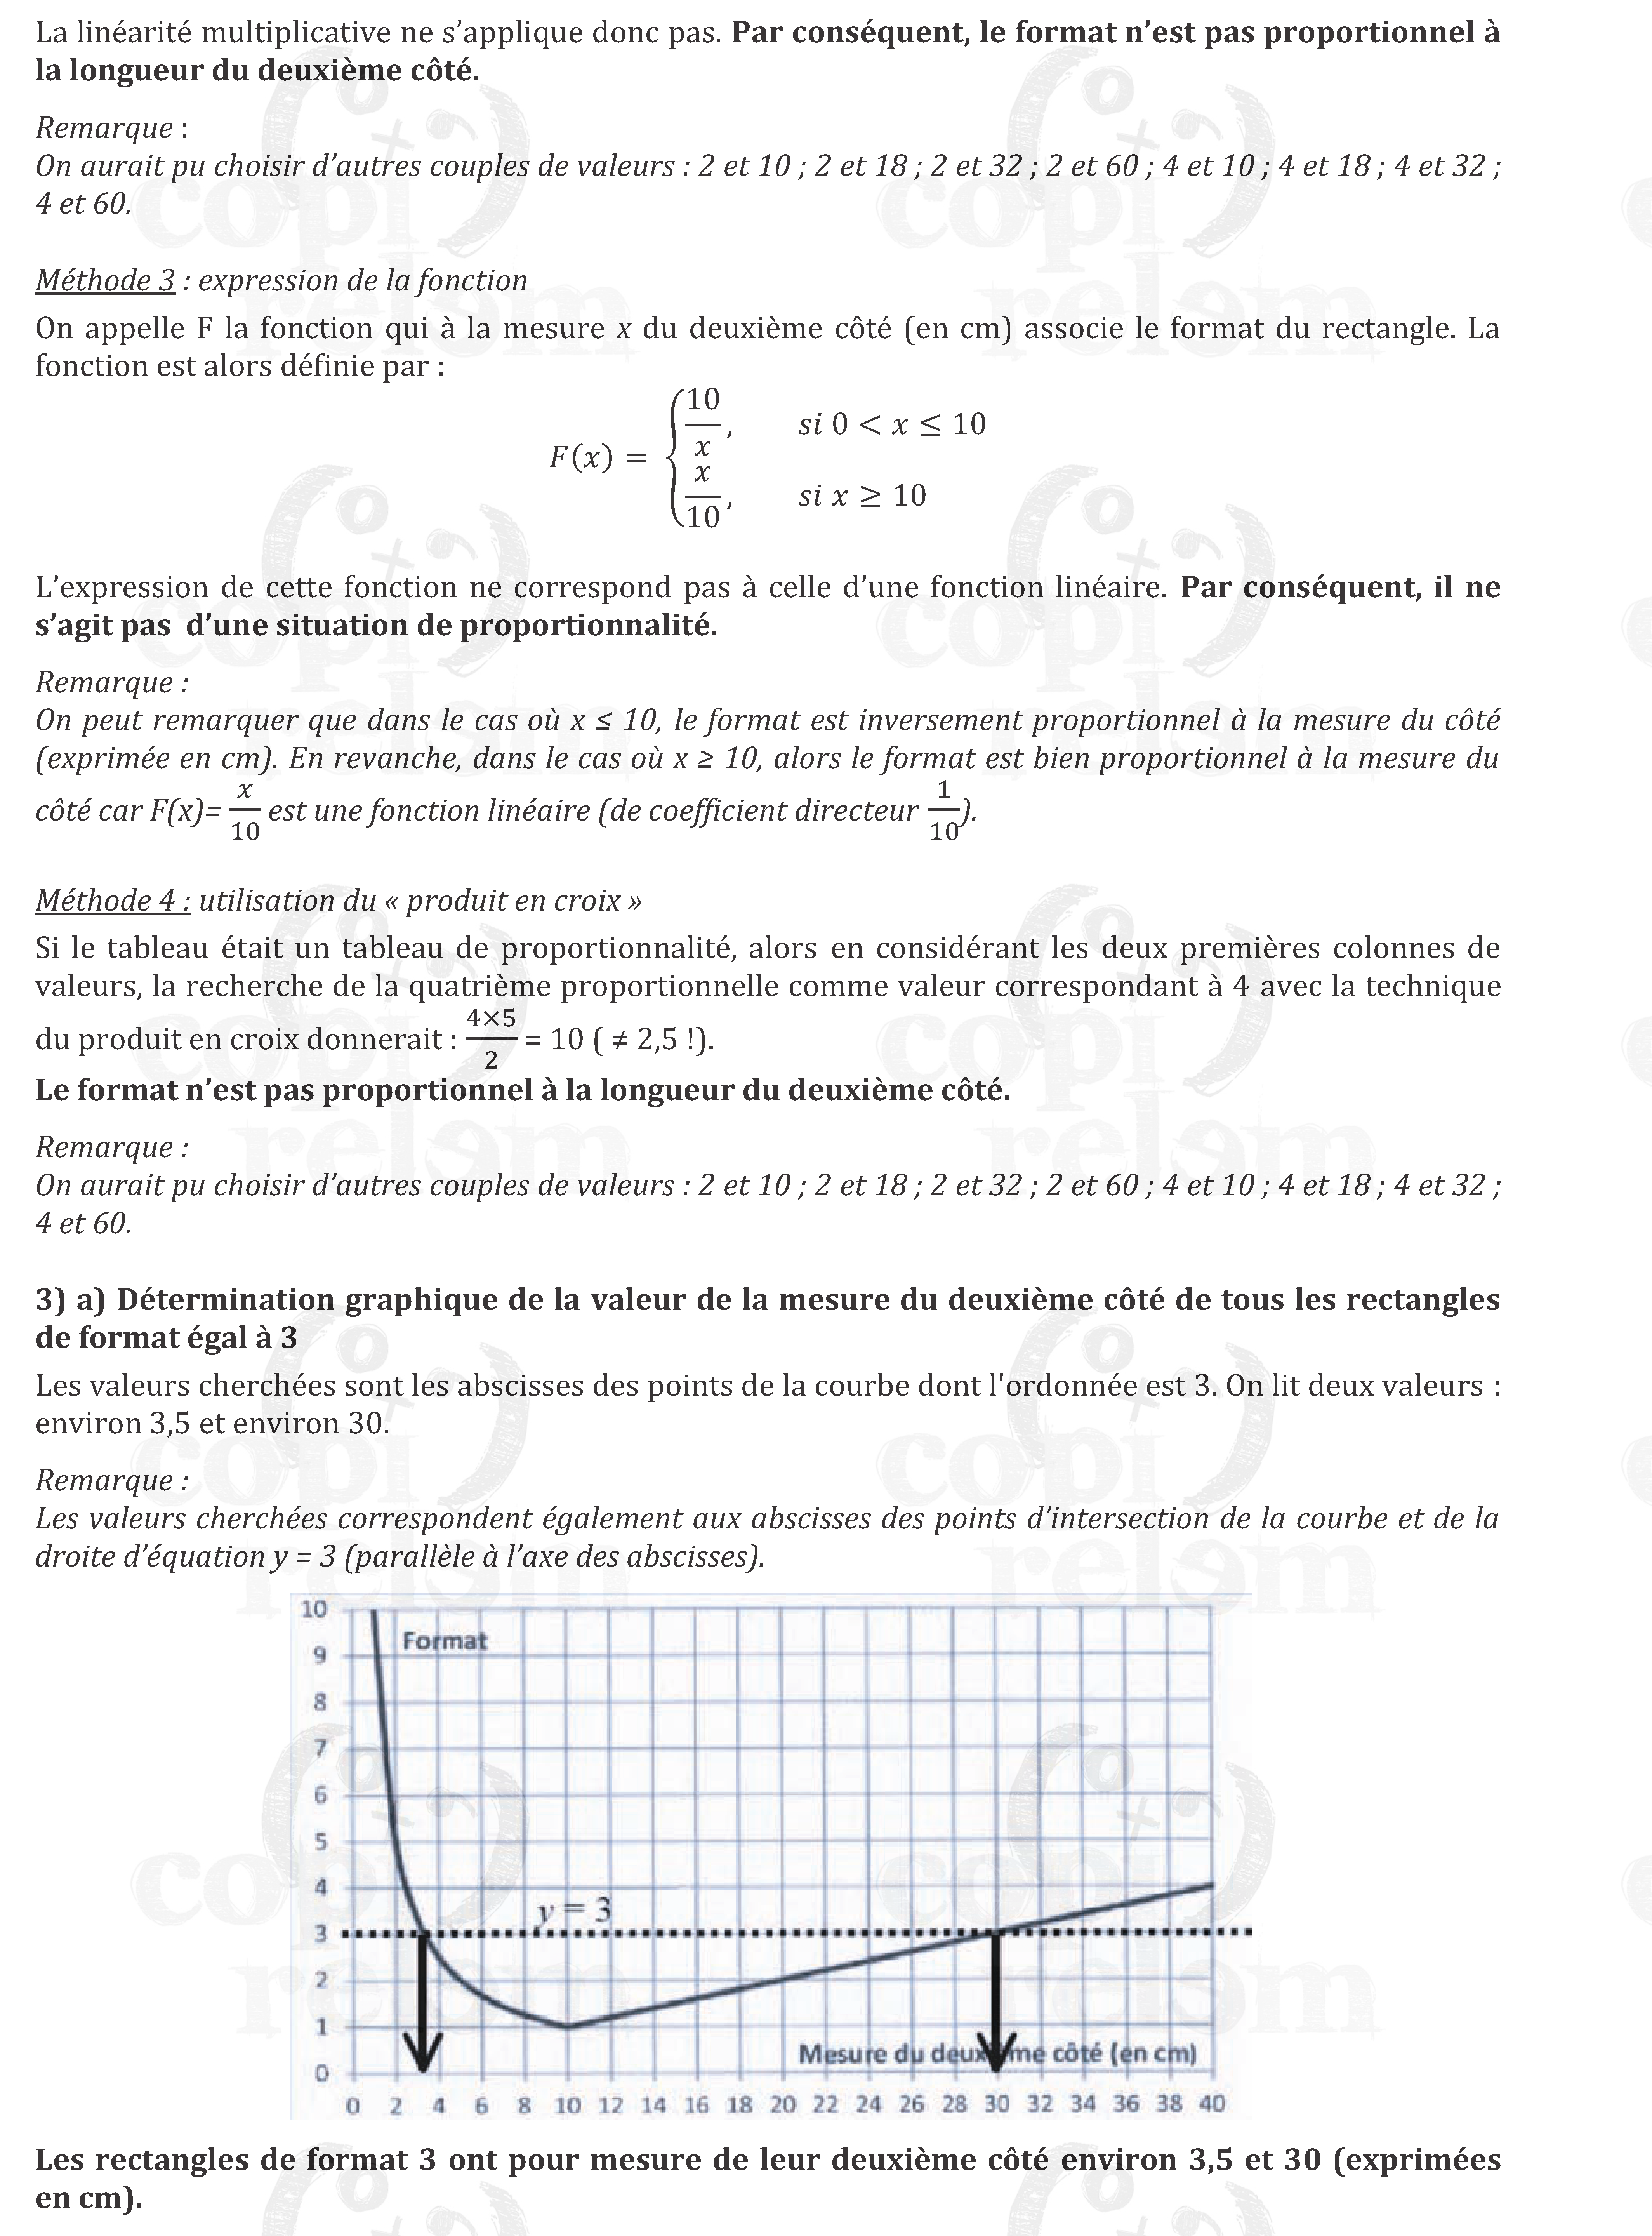 La linéarité multiplicative ne s’applique donc pas. Par conséquent, le format n’est pas proportionnel à
la longueur du deuxième côté.
Remarque :
On aurait pu choisir d’autres couples de valeurs : 2 et 10 ; 2 et 18 ; 2 et 32 ; 2 et 60 ; 4 et 10 ; 4 et 18 ; 4 et 32 ;
4 et 60.
Méthode 3 : expression de la fonction
On appelle F la fonction qui à la mesure x du deuxième côté (en cm) associe le format du rectangle. La
fonction est alors définie par :
F(x) = { 10/x, si 0 < x ≤ 10
x/10, si x ≥ 10
L’expression de cette fonction ne correspond pas à celle d’une fonction linéaire. Par conséquent, il ne
s’agit pas d’une situation de proportionnalité.
Remarque :
On peut remarquer que dans le cas où x ≤ 10, le format est inversement proportionnel à la mesure du côté
(exprimée en cm). En revanche, dans le cas où x ≥ 10, alors le format est bien proportionnel à la mesure du
côté car F(x)= x/10 est une fonction linéaire (de coefficient directeur 1/10).
Méthode 4 : utilisation du « produit en croix »
Si le tableau était un tableau de proportionnalité, alors en considérant les deux premières colonnes de
valeurs, la recherche de la quatrième proportionnelle comme valeur correspondant à 4 avec la technique
du produit en croix donnerait : 4×5/2 = 10 ( ≠ 2,5 !).
Le format n’est pas proportionnel à la longueur du deuxième côté.
Remarque :
On aurait pu choisir d’autres couples de valeurs : 2 et 10 ; 2 et 18 ; 2 et 32 ; 2 et 60 ; 4 et 10 ; 4 et 18 ; 4 et 32 ;
4 et 60.
3) a) Détermination graphique de la valeur de la mesure du deuxième côté de tous les rectangles
de format égal à 3
Les valeurs cherchées sont les abscisses des points de la courbe dont l'ordonnée est 3. On lit deux valeurs :
environ 3,5 et environ 30.
Remarque :
Les valeurs cherchées correspondent également aux abscisses des points d’intersection de la courbe et de la
droite d’équation y = 3 (parallèle à l’axe des abscisses).
10
Format
9
8
7
6
5
4
y = 3
3
2
1
Mesure du deuxième côté (en cm)
0
0 2 4 6 8 10 12 14 16 18 20 22 24 26 28 30 32 34 36 38 40
Les rectangles de format 3 ont pour mesure de leur deuxième côté environ 3,5 et 30 (exprimées
en cm).
copi
relem